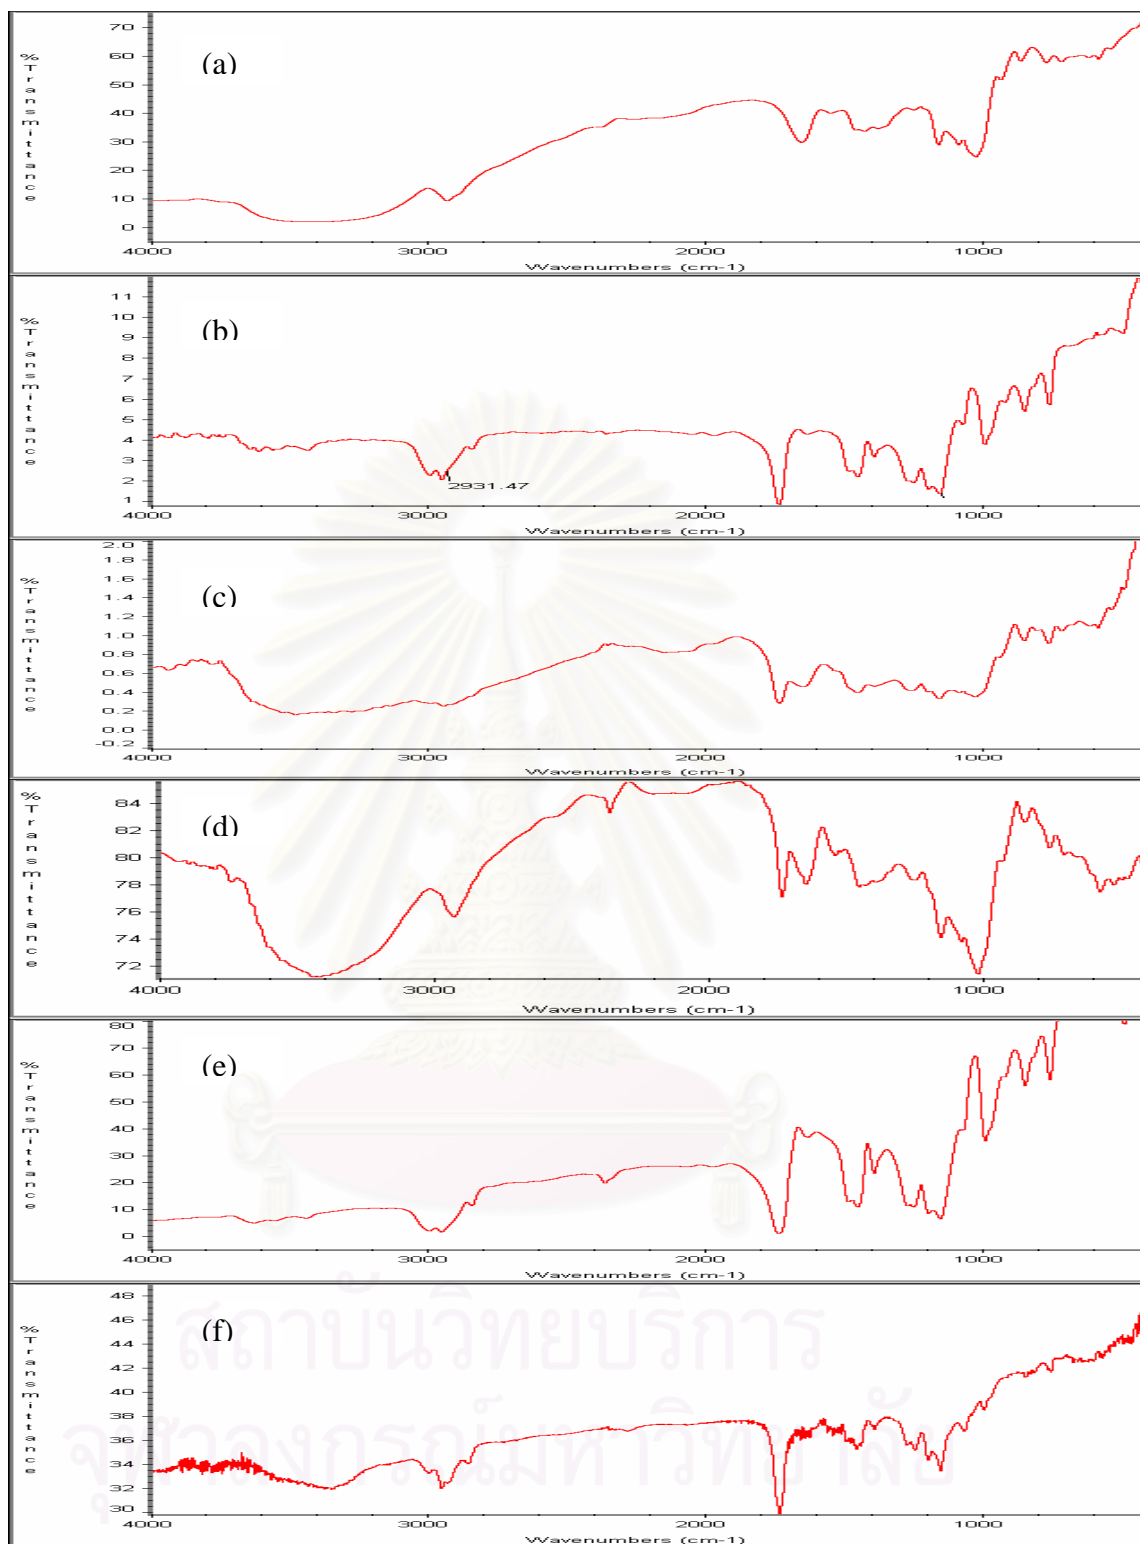 (a)
%Transmittance
70
60
50
40
30
20
10
0
4000 3000 2000 1000
Wavenumbers (cm-1)
(b)
%Transmittance
11
10
9
8
7
6
5
4
3
2
1
2931.47
4000 3000 2000 1000
Wavenumbers (cm-1)
(c)
%Transmittance
2.0
1.8
1.6
1.4
1.2
1.0
0.8
0.6
0.4
0.2
0.0
-0.2
4000 3000 2000 1000
Wavenumbers (cm-1)
(d)
%Transmittance
84
82
80
78
76
74
72
4000 3000 2000 1000
Wavenumbers (cm-1)
(e)
%Transmittance
80
70
60
50
40
30
20
10
0
4000 3000 2000 1000
Wavenumbers (cm-1)
(f)
%Transmittance
48
46
44
42
40
38
36
34
32
30
4000 3000 2000 1000
Wavenumbers (cm-1)
สถาบันวิทยบริการ
จุฬาลงกรณ์มหาวิทยาลัย